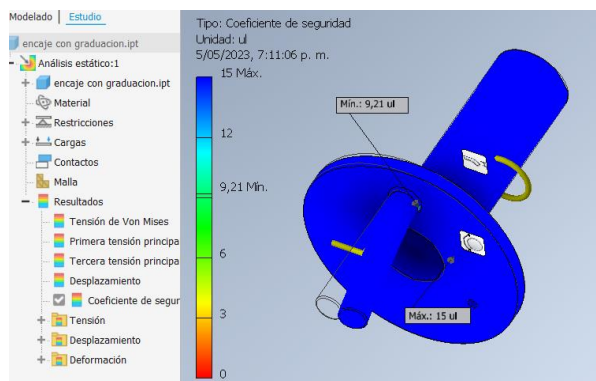 Modelado | Estudio
encaje con graduacion.ipt
Análisis estático:1
encaje con graduacion.ipt
Material
Restricciones
Cargas
Contactos
Malla
Resultados
Tensión de Von Mises
Primera tensión principa
Tercera tensión principa
Desplazamiento
Coeficiente de segur
Tensión
Desplazamiento
Deformación
Tipo: Coeficiente de seguridad
Unidad: ul
5/05/2023, 7:11:06 p. m.
15 Máx.
12
9,21 Mín.
6
3
0
Mín.: 9,21 ul
Máx.: 15 ul